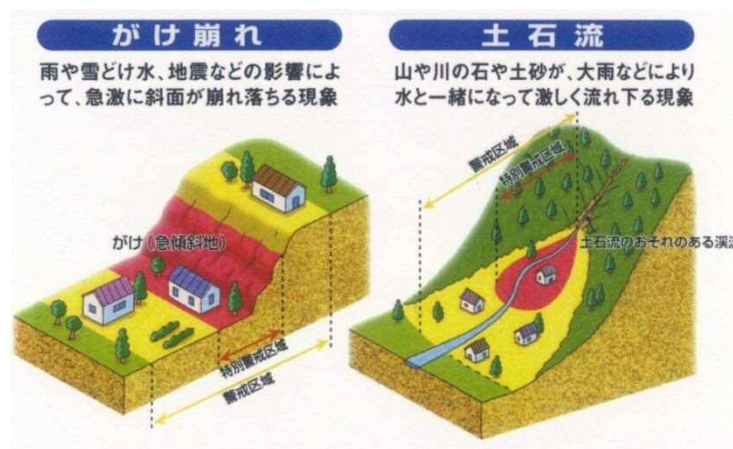 がけ崩れ
雨や雪どけ水、地震などの影響によ
って、急激に斜面が崩れ落ちる現象
がけ(急傾斜地)
特別警戒区域
警戒区域
土石流
山や川の石や土砂が、大雨などにより
水と一緒になって激しく流れ下る現象
警戒区域
特別警戒区域
土石流のおそれのある渓流